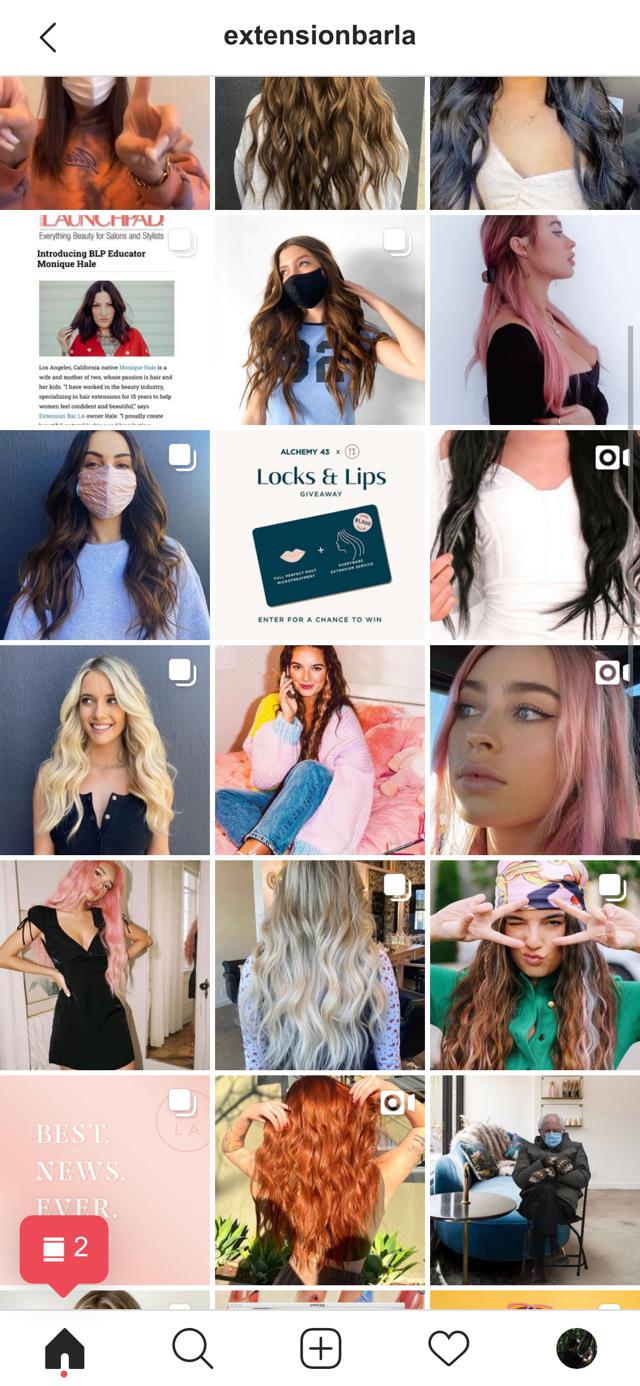 extensionbarla
LAUNCHPAD
Everything Beauty for Salons and Stylists
Introducing BLP Educator
Monique Hale
Los Angeles, California native Monique Hale is a
wife and mother of two, whose passion is hair and
her kids. "I have worked in the beauty industry,
specializing in hair extensions for 15 years to help
women feel confident and beautiful," says
Extension Bar LA owner Hale. "I proudly create
32
ALCHEMY 43 x
Locks & Lips
GIVEAWAY
$1,500
FULL PERFECT POUT
MICROTREATMENT
+
EVERYWARE
EXTENSION SERVICE
ENTER FOR A CHANCE TO WIN
BEST.
NEWS.
EVER.
LA
2